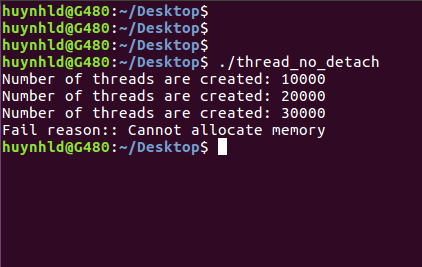 huynhld@G480:~/Desktop$
huynhld@G480:~/Desktop$
huynhld@G480:~/Desktop$
huynhld@G480:~/Desktop$ ./thread_no_detach
Number of threads are created: 10000
Number of threads are created: 20000
Number of threads are created: 30000
Fail reason:: Cannot allocate memory
huynhld@G480:~/Desktop$